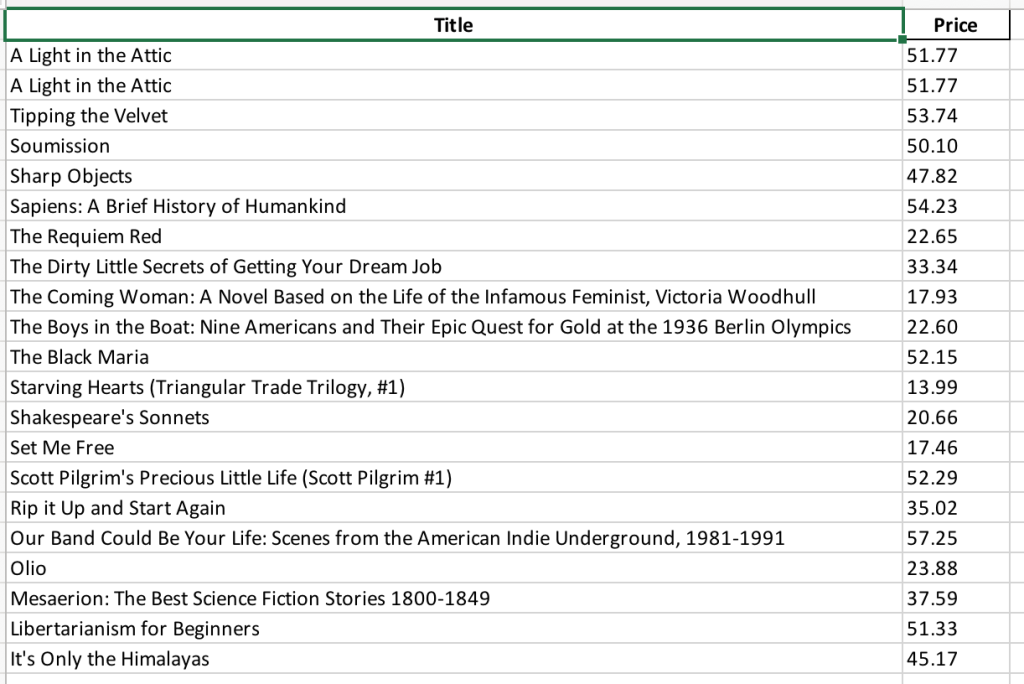 Title Price
A Light in the Attic 51.77
A Light in the Attic 51.77
Tipping the Velvet 53.74
Soumission 50.10
Sharp Objects 47.82
Sapiens: A Brief History of Humankind 54.23
The Requiem Red 22.65
The Dirty Little Secrets of Getting Your Dream Job 33.34
The Coming Woman: A Novel Based on the Life of the Infamous Feminist, Victoria Woodhull 17.93
The Boys in the Boat: Nine Americans and Their Epic Quest for Gold at the 1936 Berlin Olympics 22.60
The Black Maria 52.15
Starving Hearts (Triangular Trade Trilogy, #1) 13.99
Shakespeare's Sonnets 20.66
Set Me Free 17.46
Scott Pilgrim's Precious Little Life (Scott Pilgrim #1) 52.29
Rip it Up and Start Again 35.02
Our Band Could Be Your Life: Scenes from the American Indie Underground, 1981-1991 57.25
Olio 23.88
Mesaerion: The Best Science Fiction Stories 1800-1849 37.59
Libertarianism for Beginners 51.33
It's Only the Himalayas 45.17